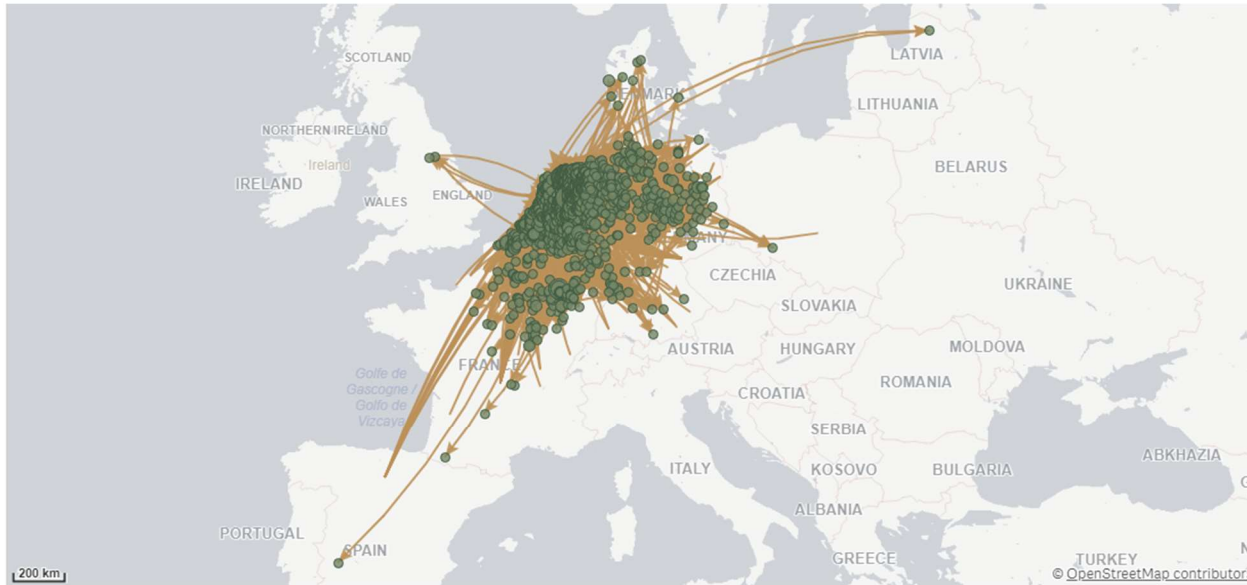 SCOTLAND
LATVIA
LITHUANIA
NORTHERN IRELAND
Ireland
IRELAND
BELARUS
WALES
ENGLAND
CZECHIA
UKRAINE
SLOVAKIA
AUSTRIA
HUNGARY
MOLDOVA
FRANCE
Golfe de
Gascogne /
Golfo de
Vizcaya
ROMANIA
CROATIA
SERBIA
ITALY
KOSOVO
BULGARIA
ABKHAZIA
ALBANIA
PORTUGAL
SPAIN
GREECE
TURKEY
200 km
© OpenStreetMap contributor